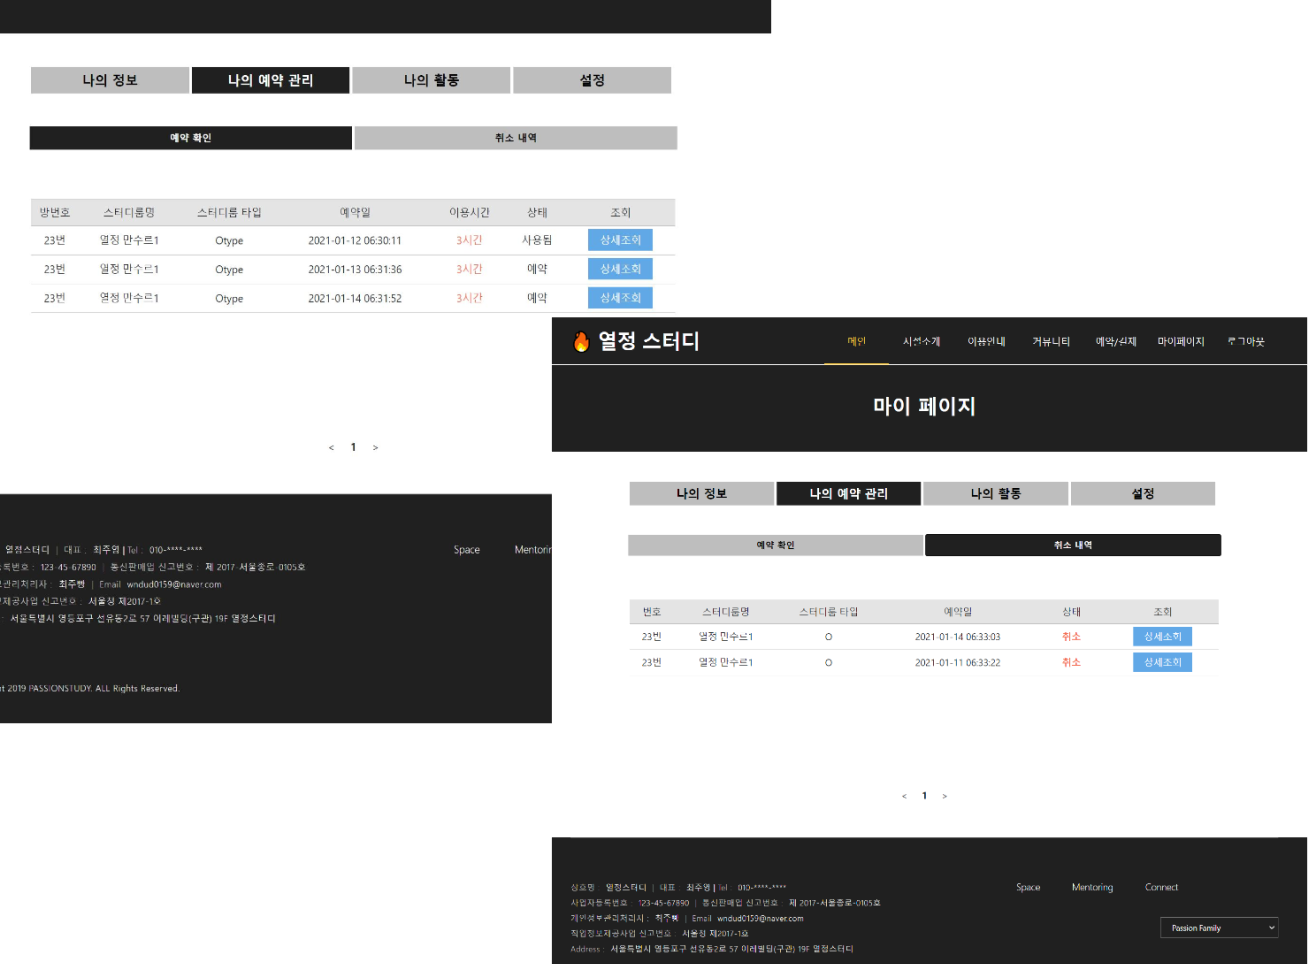 나의 정보 나의 예약 관리 나의 활동 설정
예약 확인 취소 내역
방번호 스터디룸명 스터디룸 타입 예약일 이용시간 상태 조회
23번 열정 만수르1 Otype 2021-01-12 06:30:11 3시간 사용됨 상세조회
23번 열정 만수르1 Otype 2021-01-13 06:31:36 3시간 예약 상세조회
23번 열정 만수르1 Otype 2021-01-14 06:31:52 3시간 예약 상세조회
< 1 >
열정스터디 | 대표 : 최주영 | Tel : 010-****-****
등록번호 : 123-45-67890 | 통신판매업 신고번호 : 제 2017-서울종로-0105호
보관리처리자 : 최주빵 | Email wndud0159@naver.com
제공사업 신고번호 : 서울청 제2017-1호
: 서울특별시 영등포구 선유동2로 57 이레빌딩(구관) 19F 열정스터디
Space Mentorin
t 2019 PASSIONSTUDY. ALL Rights Reserved.
열정 스터디
메인 시설소개 이용안내 커뮤니티 예약/결제 마이페이지 로그아웃
마이 페이지
나의 정보 나의 예약 관리 나의 활동 설정
예약 확인 취소 내역
번호 스터디룸명 스터디룸 타입 예약일 상태 조회
23번 열정 만수르1 O 2021-01-14 06:33:03 취소 상세조회
23번 열정 만수르1 O 2021-01-11 06:33:22 취소 상세조회
< 1 >
상호명 : 열정스터디 | 대표 : 최주영 | Tel : 010-****-****
사업자등록번호 : 123-45-67890 | 통신판매업 신고번호 : 제 2017-서울종로-0105호
개인정보관리처리자 : 최주빵 | Email wndud0159@naver.com
직업정보제공사업 신고번호 : 서울청 제2017-1호
Address : 서울특별시 영등포구 선유동2로 57 이레빌딩(구관) 19F 열정스터디
Space Mentoring Connect
Passion Family